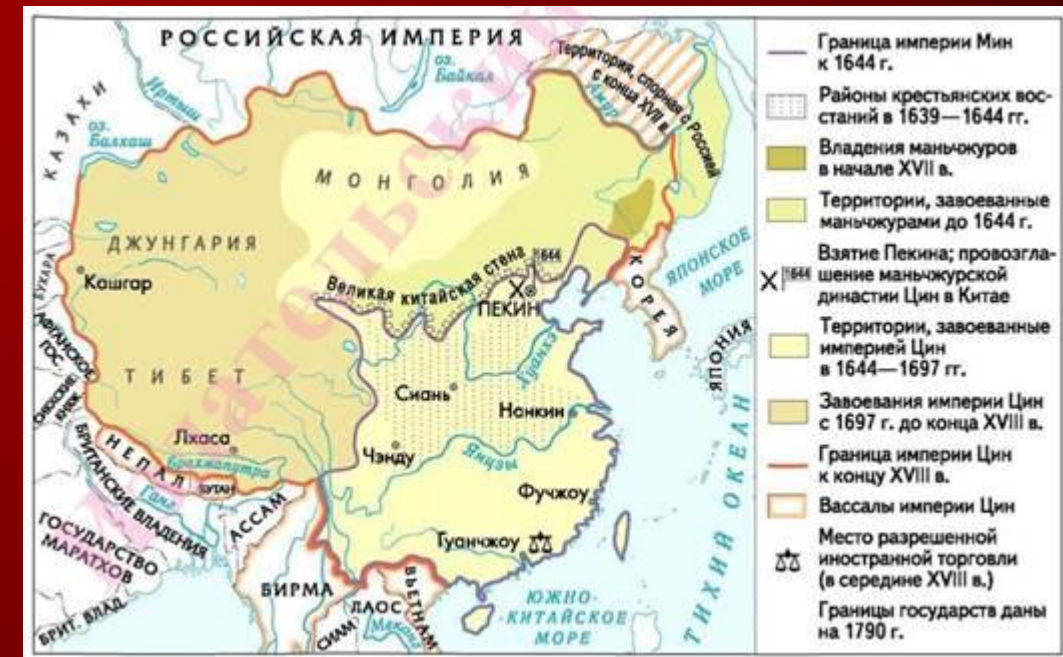 РОССИЙСКАЯ ИМПЕРИЯ
КАЗАХИ
Иртыш
оз.
Балхаш
оз.
Байкал
Территория, спорная с Россией
с конца XVII в.
Амур
МОНГОЛИЯ
ДЖУНГАРИЯ
Кашгар
БУХАРА
АФГАНСКОЕ
ГОС.
Великая китайская стена
1644
ПЕКИН
КОРЕЯ
ЯПОНСКОЕ
МОРЕ
ЯПОНИЯ
ТИБЕТ
Лхаса
Брахмапутра
НЕПАЛ
БУТАН
Сиань
Хуанхэ
Нанкин
Чэнду
Янцзы
Фучжоу
Гуанчжоу
БРИТАНСКИЕ ВЛАДЕНИЯ
Ганг
АССАМ
ГОСУДАРСТВО
МАРАТХОВ
БРИТ. ВЛАД.
БИРМА
ЛАОС
СИАМ
Меконг
ВЬЕТНАМ
ЮЖНО-
-КИТАЙСКОЕ
МОРЕ
ТИХИЙ ОКЕАН
Граница империи Мин
к 1644 г.
Районы крестьянских вос-
станий в 1639—1644 гг.
Владения маньчжуров
в начале XVII в.
Территории, завоеванные
маньчжурами до 1644 г.
1644
Взятие Пекина; провозгла-
шение маньчжурской
династии Цин в Китае
Территории, завоеванные
империей Цин
в 1644—1697 гг.
Завоевания империи Цин
с 1697 г. до конца XVIII в.
Граница империи Цин
к концу XVIII в.
Вассалы империи Цин
Место разрешенной
иностранной торговли
(в середине XVIII в.)
Границы государств даны
на 1790 г.